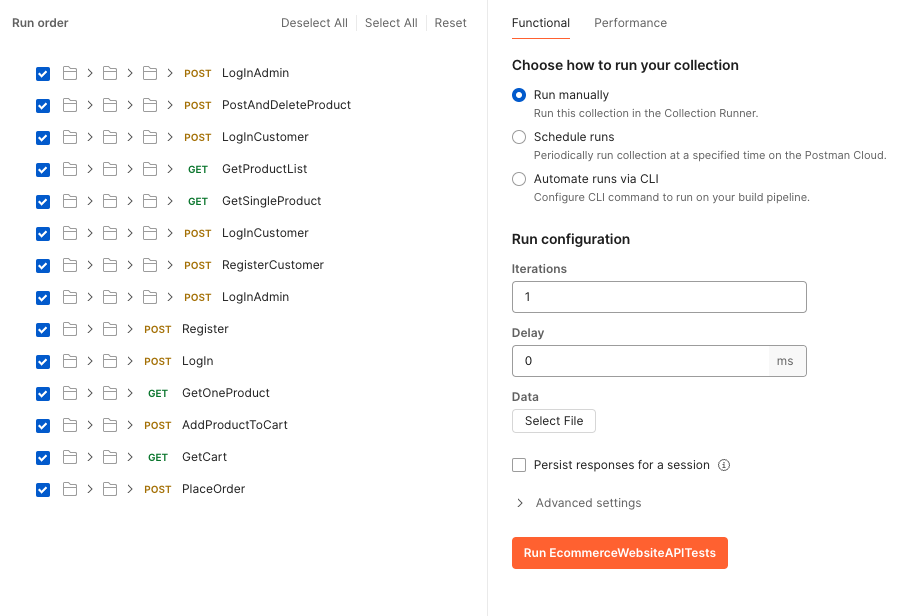 Run order
Deselect All Select All Reset
POST LogInAdmin
POST PostAndDeleteProduct
POST LogInCustomer
GET GetProductList
GET GetSingleProduct
POST LogInCustomer
POST RegisterCustomer
POST LogInAdmin
POST Register
POST LogIn
GET GetOneProduct
POST AddProductToCart
GET GetCart
POST PlaceOrder
Functional Performance
Choose how to run your collection
Run manually
Run this collection in the Collection Runner.
Schedule runs
Periodically run collection at a specified time on the Postman Cloud.
Automate runs via CLI
Configure CLI command to run on your build pipeline.
Run configuration
Iterations
1
Delay
0 ms
Data
Select File
Persist responses for a session
Advanced settings
Run EcommerceWebsiteAPITests